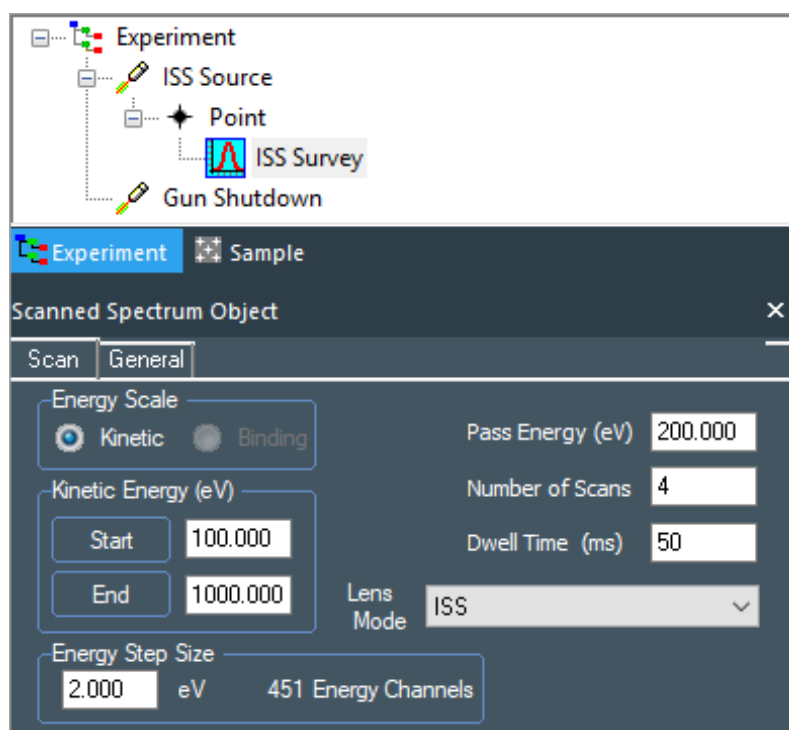 Experiment
ISS Source
Point
ISS Survey
Gun Shutdown
Experiment Sample
Scanned Spectrum Object
Scan General
Energy Scale
Kinetic Binding
Pass Energy (eV) 200.000
Kinetic Energy (eV)
Number of Scans 4
Start 100.000
Dwell Time (ms) 50
End 1000.000
Lens Mode ISS
Energy Step Size
2.000 eV 451 Energy Channels